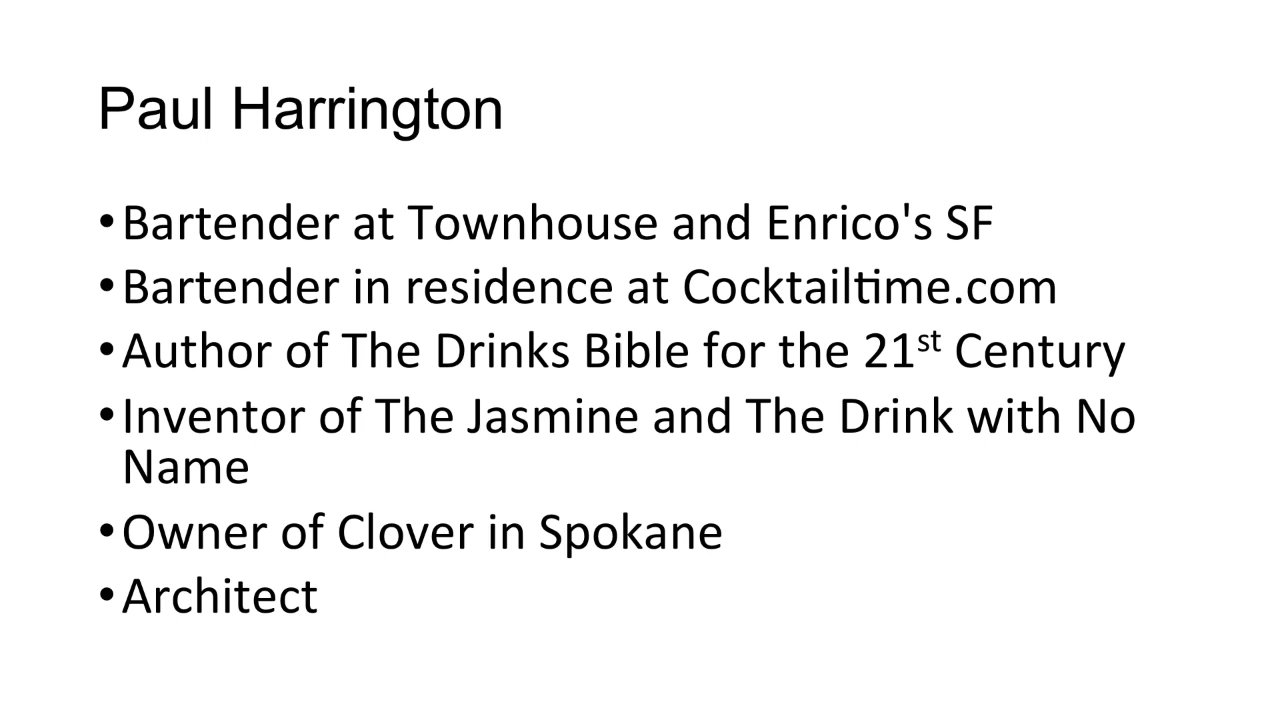 Paul Harrington
•Bartender at Townhouse and Enrico's SF
•Bartender in residence at Cocktailtime.com
•Author of The Drinks Bible for the 21st Century
•Inventor of The Jasmine and The Drink with No
Name
•Owner of Clover in Spokane
•Architect